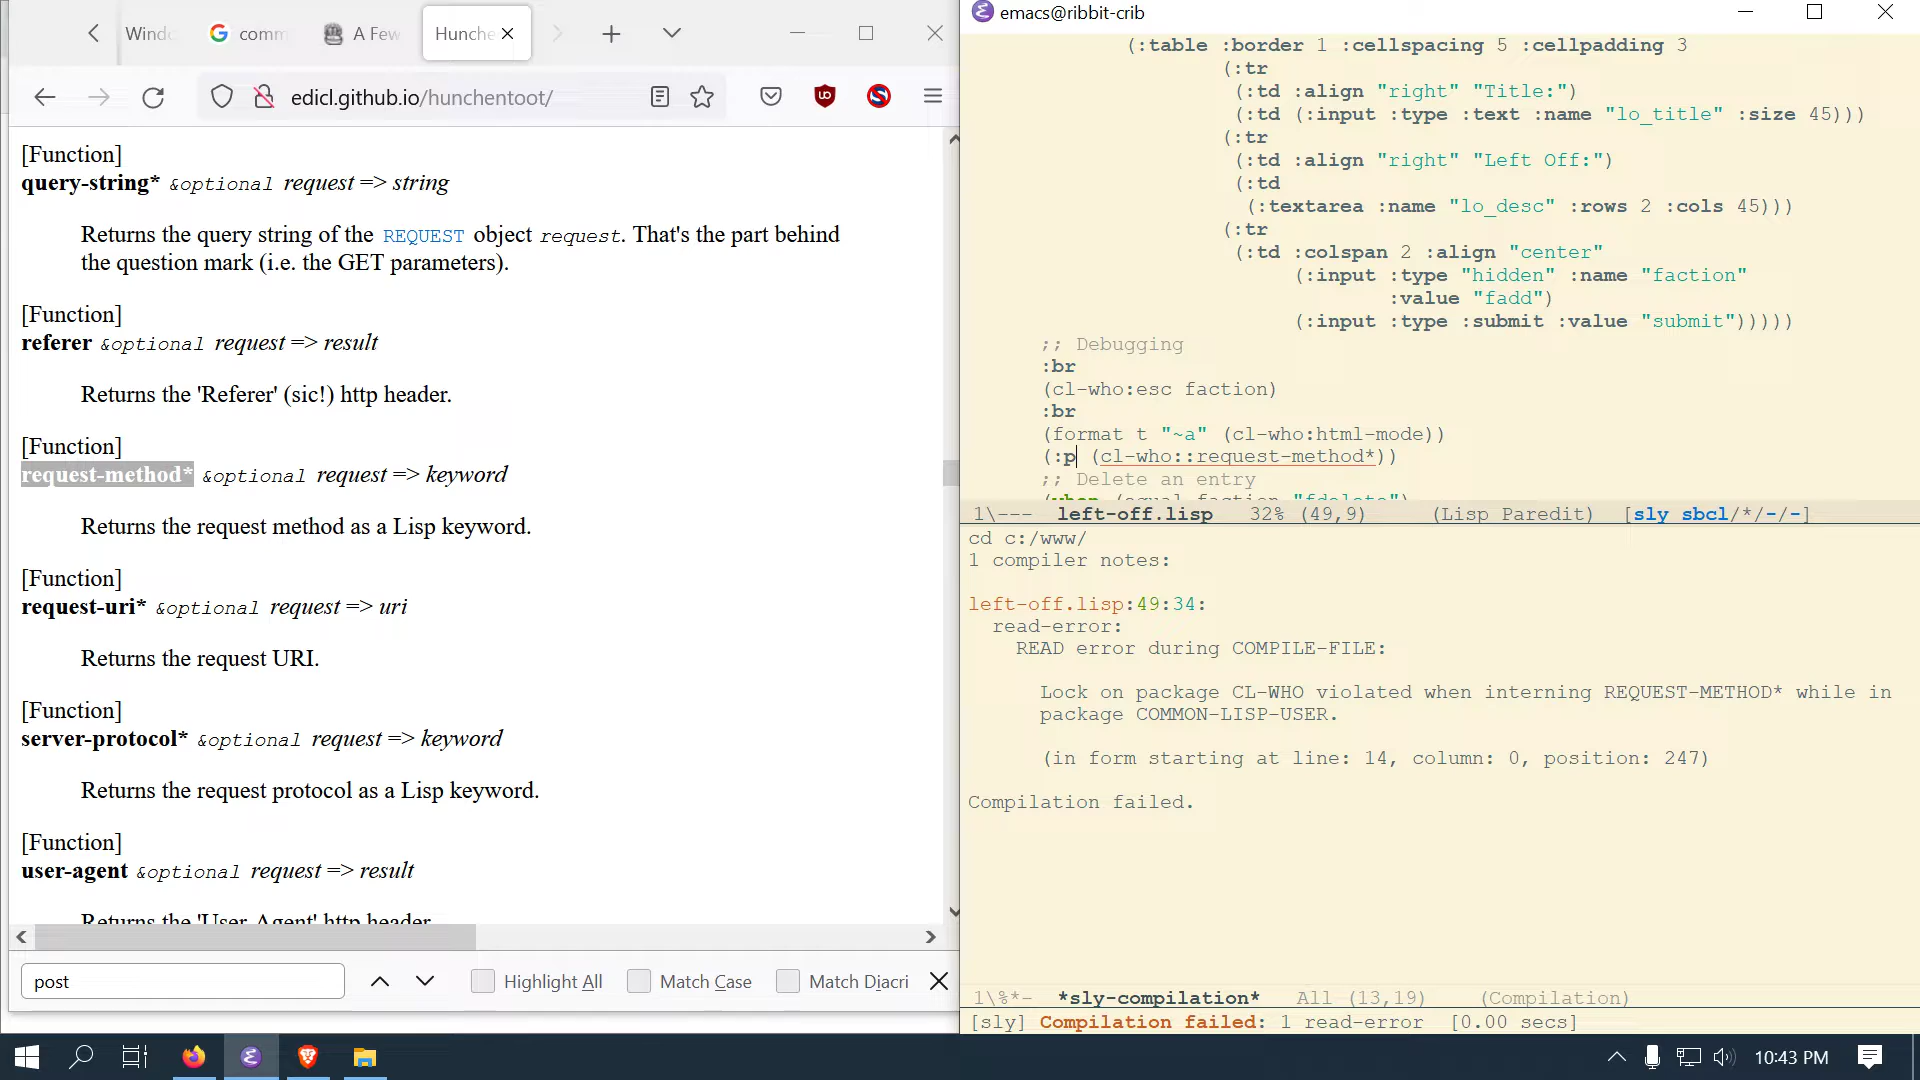 Windo
comm
A Few
Hunche
edicl.github.io/hunchentoot/
[Function]
query-string* &optional request => string
Returns the query string of the REQUEST object request. That's the part behind
the question mark (i.e. the GET parameters).
[Function]
referer &optional request => result
Returns the 'Referer' (sic!) http header.
[Function]
request-method* &optional request => keyword
Returns the request method as a Lisp keyword.
[Function]
request-uri* &optional request => uri
Returns the request URI.
[Function]
server-protocol* &optional request => keyword
Returns the request protocol as a Lisp keyword.
[Function]
user-agent &optional request => result
Returns the 'User-Agent' http header.
post
Highlight All
Match Case
Match Diacri
emacs@ribbit-crib
(:table :border 1 :cellspacing 5 :cellpadding 3
(:tr
(:td :align "right" "Title:")
(:td (:input :type :text :name "lo_title" :size 45)))
(:tr
(:td :align "right" "Left Off:")
(:td
(:textarea :name "lo_desc" :rows 2 :cols 45)))
(:tr
(:td :colspan 2 :align "center"
(:input :type "hidden" :name "faction"
:value "fadd")
(:input :type :submit :value "submit")))))
;; Debugging
:br
(cl-who:esc faction)
:br
(format t "~a" (cl-who:html-mode))
(:p (cl-who::request-method*))
;; Delete an entry
(when (equal faction "fdelete")
1\--- left-off.lisp 32% (49,9) (Lisp Paredit) [sly sbcl/*/-/-]
cd c:/www/
1 compiler notes:
left-off.lisp:49:34:
read-error:
READ error during COMPILE-FILE:
Lock on package CL-WHO violated when interning REQUEST-METHOD* while in
package COMMON-LISP-USER.
(in form starting at line: 14, column: 0, position: 247)
Compilation failed.
1\%*- *sly-compilation* All (13,19) (Compilation)
[sly] Compilation failed: 1 read-error [0.00 secs]
10:43 PM